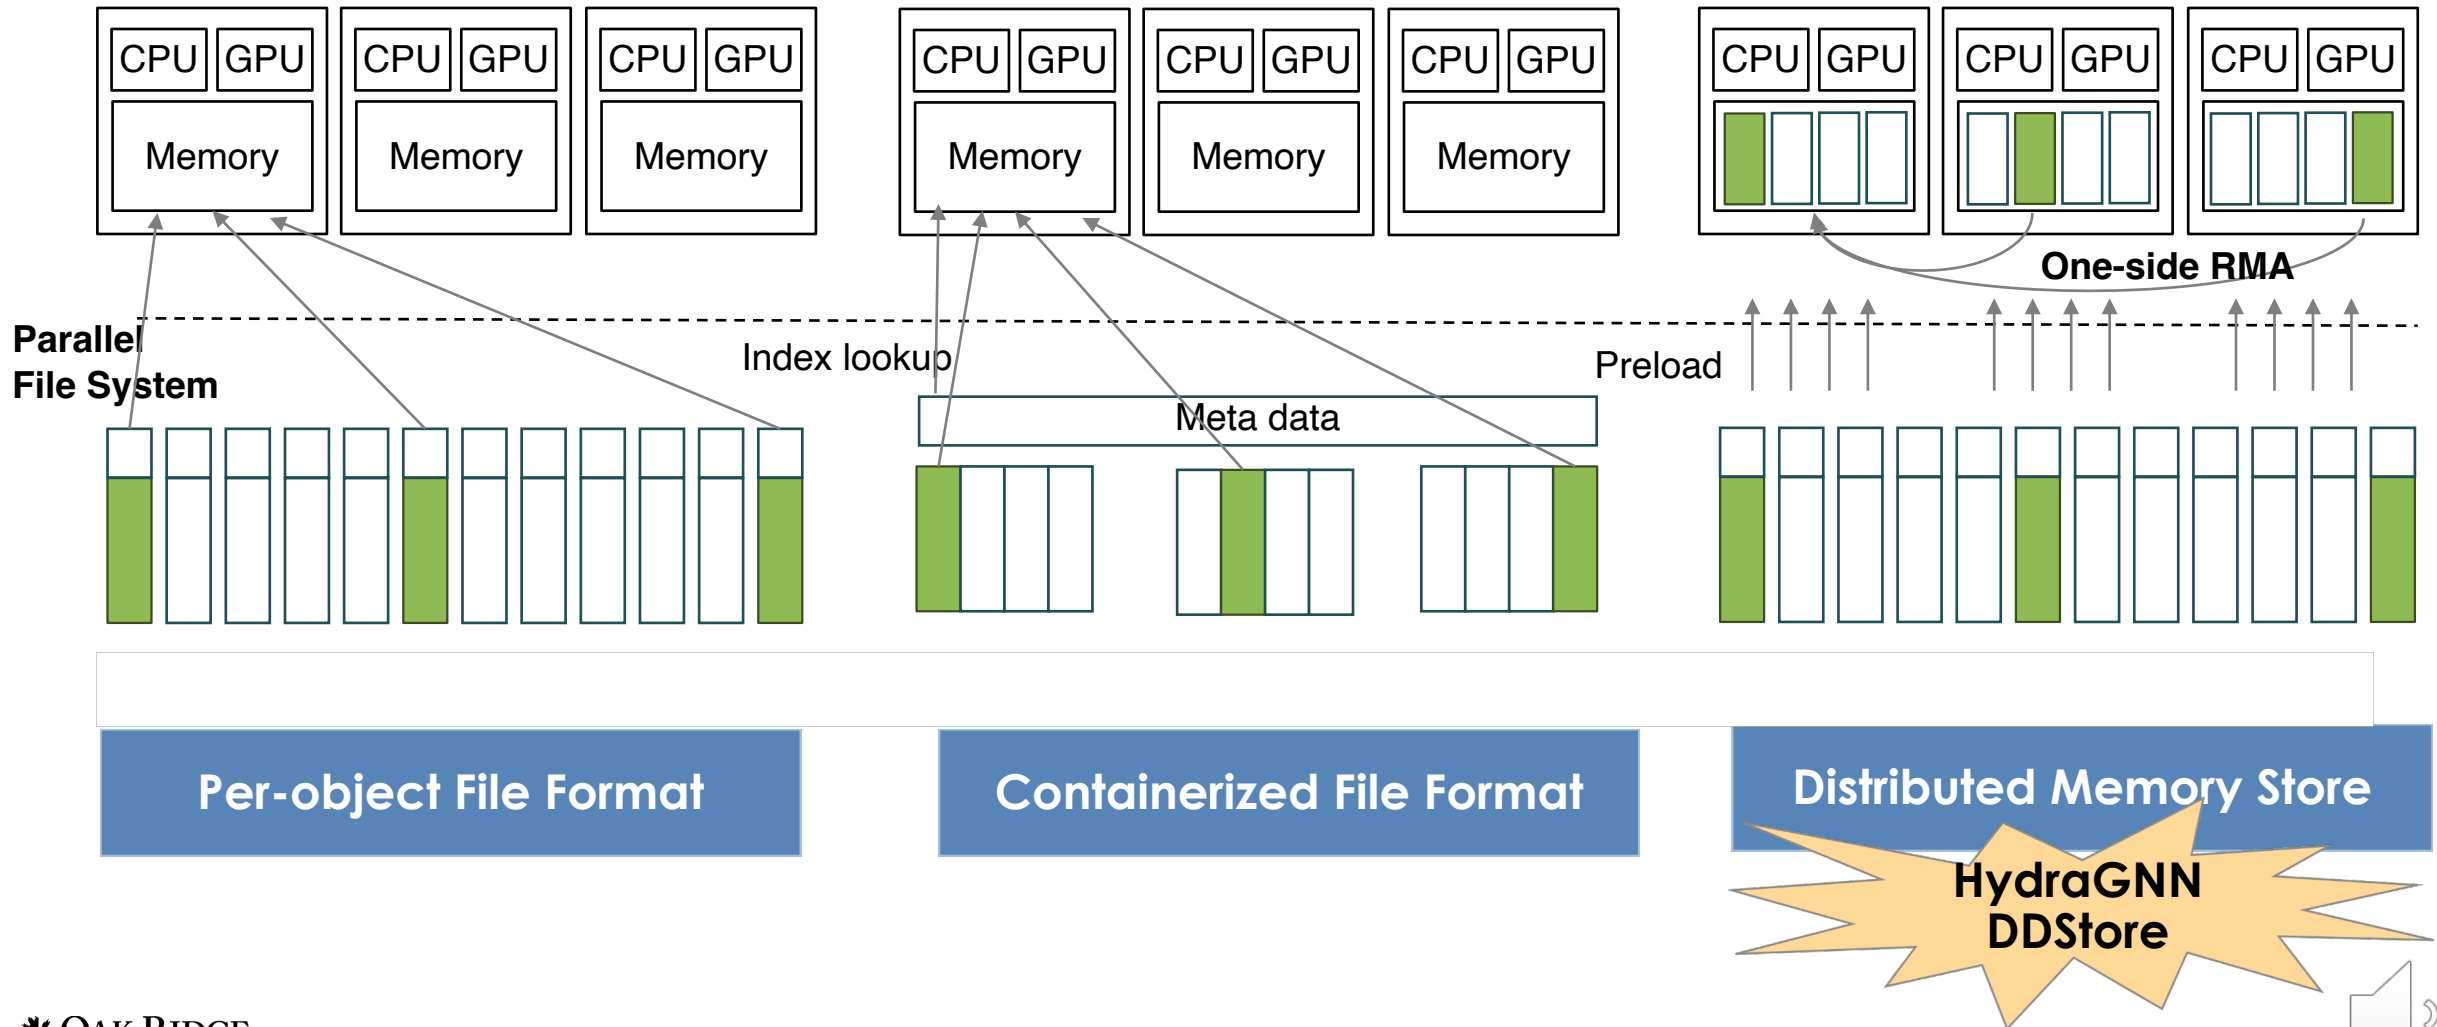 CPU GPU CPU GPU CPU GPU
Memory Memory Memory
CPU GPU CPU GPU CPU GPU
Memory Memory Memory
CPU GPU CPU GPU CPU GPU
One-side RMA
Parallel
File System
Index lookup
Meta data
Preload
Per-object File Format
Containerized File Format
Distributed Memory Store
HydraGNN
DDStore
OAK RIDGE